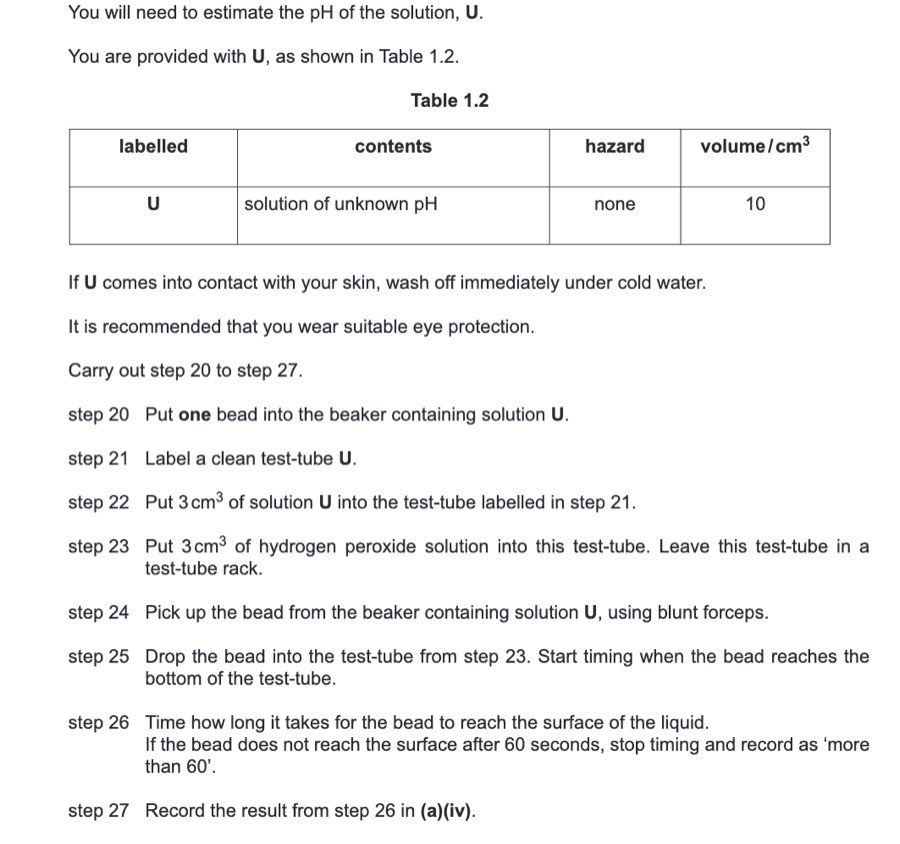 You will need to estimate the pH of the solution, U.
You are provided with U, as shown in Table 1.2.
Table 1.2
labelled contents hazard volume / cm³
U solution of unknown pH none 10
If U comes into contact with your skin, wash off immediately under cold water.
It is recommended that you wear suitable eye protection.
Carry out step 20 to step 27.
step 20 Put one bead into the beaker containing solution U.
step 21 Label a clean test-tube U.
step 22 Put 3 cm³ of solution U into the test-tube labelled in step 21.
step 23 Put 3 cm³ of hydrogen peroxide solution into this test-tube. Leave this test-tube in a
test-tube rack.
step 24 Pick up the bead from the beaker containing solution U, using blunt forceps.
step 25 Drop the bead into the test-tube from step 23. Start timing when the bead reaches the
bottom of the test-tube.
step 26 Time how long it takes for the bead to reach the surface of the liquid.
If the bead does not reach the surface after 60 seconds, stop timing and record as ‘more
than 60’.
step 27 Record the result from step 26 in (a)(iv).